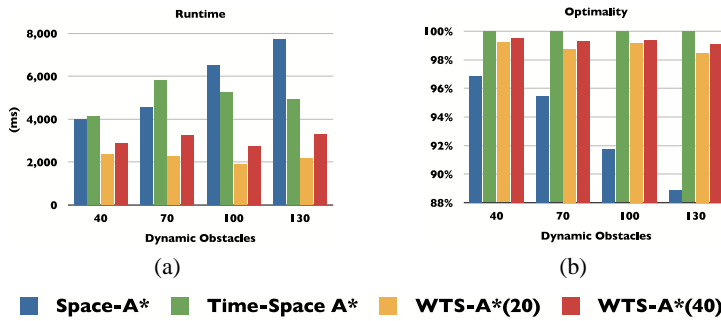 Runtime
8,000
6,000
4,000
2,000
0
(ms)
40 70 100 130
Dynamic Obstacles
(a)
Optimality
100%
98%
96%
94%
92%
90%
88%
40 70 100 130
Dynamic Obstacles
(b)
Space-A* Time-Space A* WTS-A*(20) WTS-A*(40)